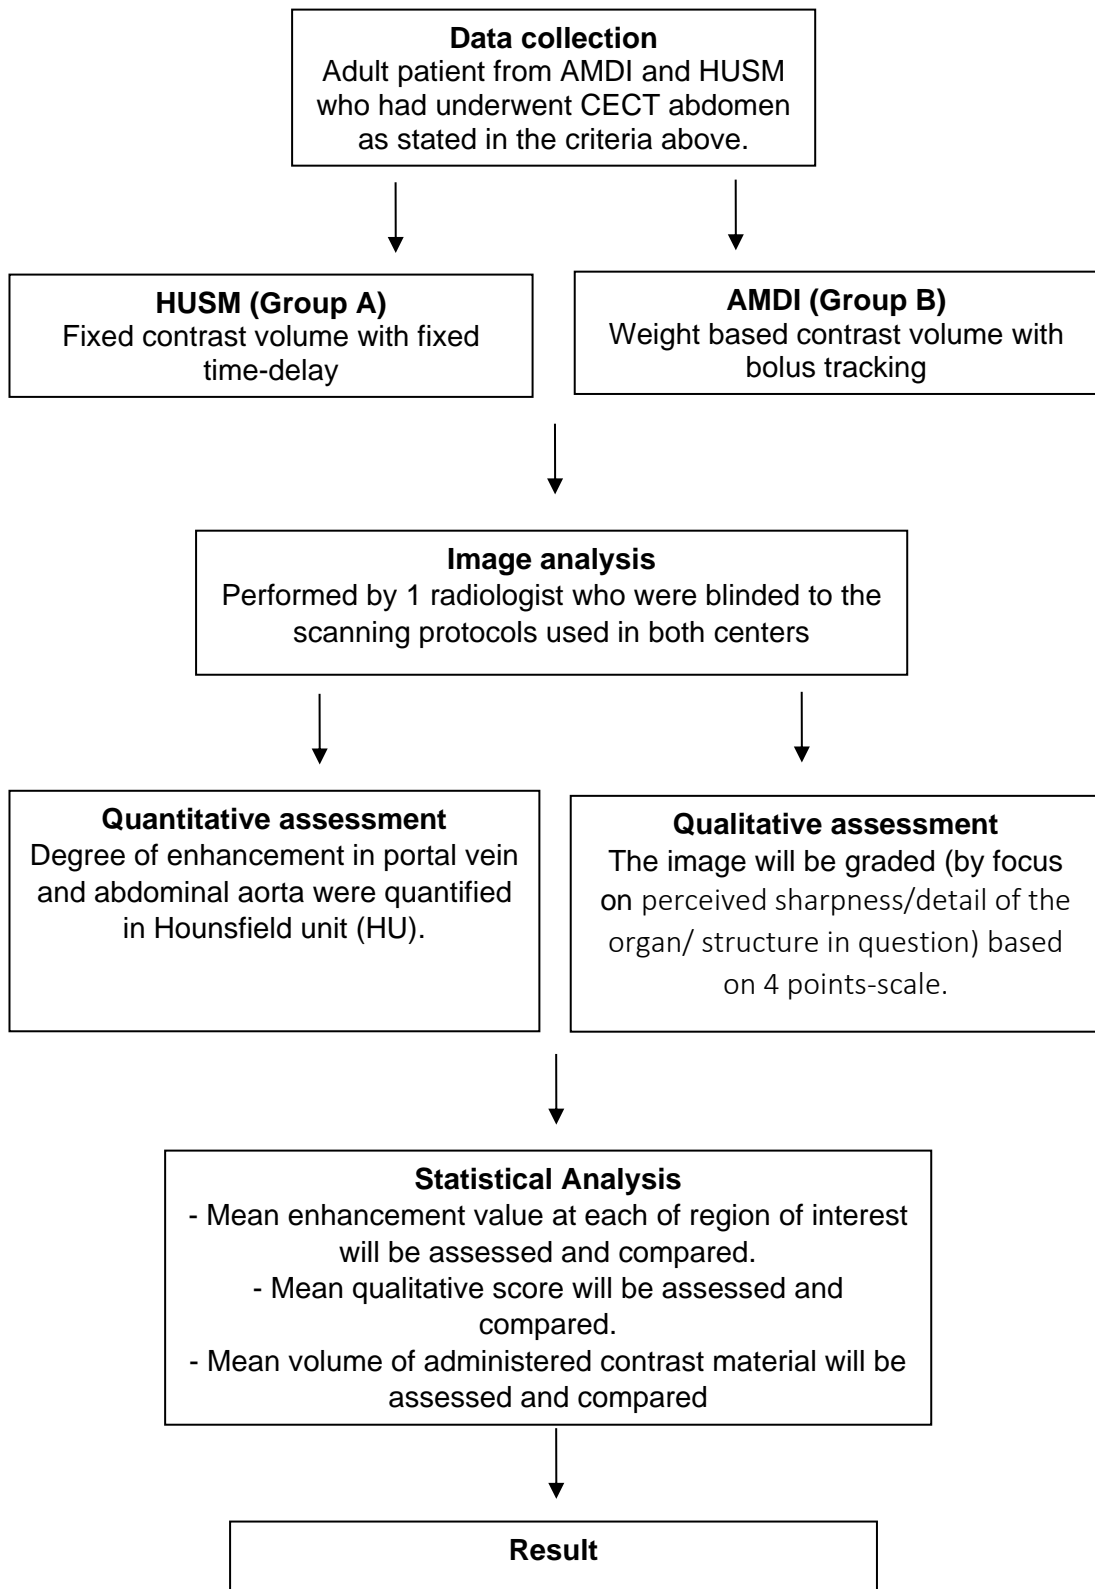 Data collection
Adult patient from AMDI and HUSM
who had underwent CECT abdomen
as stated in the criteria above.
HUSM (Group A)
Fixed contrast volume with fixed
time-delay
AMDI (Group B)
Weight based contrast volume with
bolus tracking
Image analysis
Performed by 1 radiologist who were blinded to the
scanning protocols used in both centers
Quantitative assessment
Degree of enhancement in portal vein
and abdominal aorta were quantified
in Hounsfield unit (HU).
Qualitative assessment
The image will be graded (by focus
on perceived sharpness/detail of the
organ/ structure in question) based
on 4 points-scale.
Statistical Analysis
- Mean enhancement value at each of region of interest
will be assessed and compared.
- Mean qualitative score will be assessed and
compared.
- Mean volume of administered contrast material will be
assessed and compared
Result